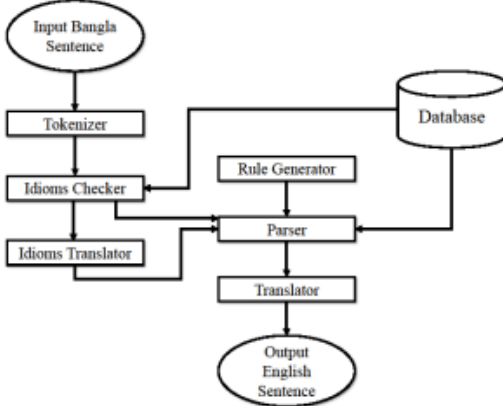 Input Bangla
Sentence
Tokenizer
Database
Idioms Checker
Rule Generator
Parser
Idioms Translator
Translator
Output
English
Sentence